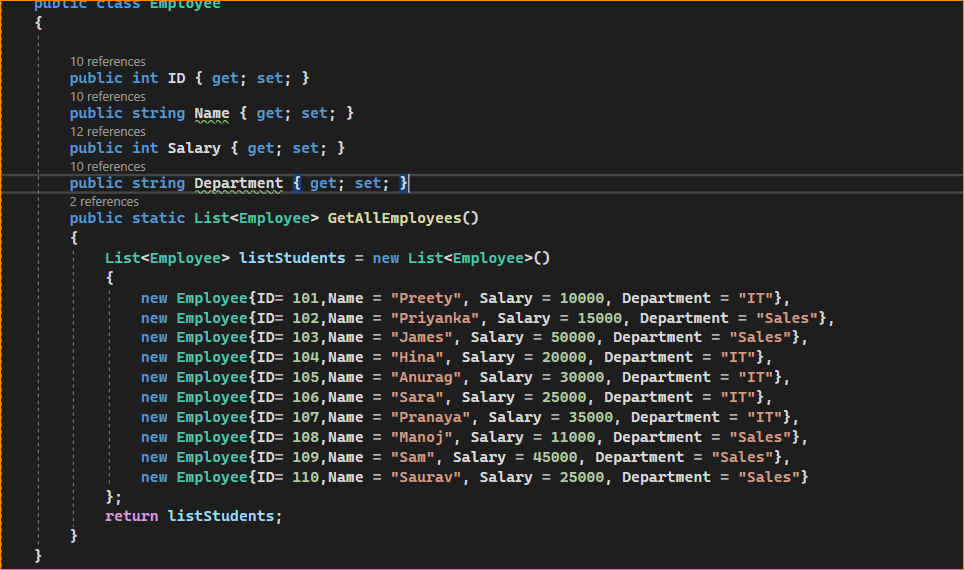 public class Employee
{
10 references
public int ID { get; set; }
10 references
public string Name { get; set; }
12 references
public int Salary { get; set; }
10 references
public string Department { get; set; }
2 references
public static List<Employee> GetAllEmployees()
{
List<Employee> listStudents = new List<Employee>()
{
new Employee{ID= 101,Name = "Preety", Salary = 10000, Department = "IT"},
new Employee{ID= 102,Name = "Priyanka", Salary = 15000, Department = "Sales"},
new Employee{ID= 103,Name = "James", Salary = 50000, Department = "Sales"},
new Employee{ID= 104,Name = "Hina", Salary = 20000, Department = "IT"},
new Employee{ID= 105,Name = "Anurag", Salary = 30000, Department = "IT"},
new Employee{ID= 106,Name = "Sara", Salary = 25000, Department = "IT"},
new Employee{ID= 107,Name = "Pranaya", Salary = 35000, Department = "IT"},
new Employee{ID= 108,Name = "Manoj", Salary = 11000, Department = "Sales"},
new Employee{ID= 109,Name = "Sam", Salary = 45000, Department = "Sales"},
new Employee{ID= 110,Name = "Saurav", Salary = 25000, Department = "Sales"}
};
return listStudents;
}
}